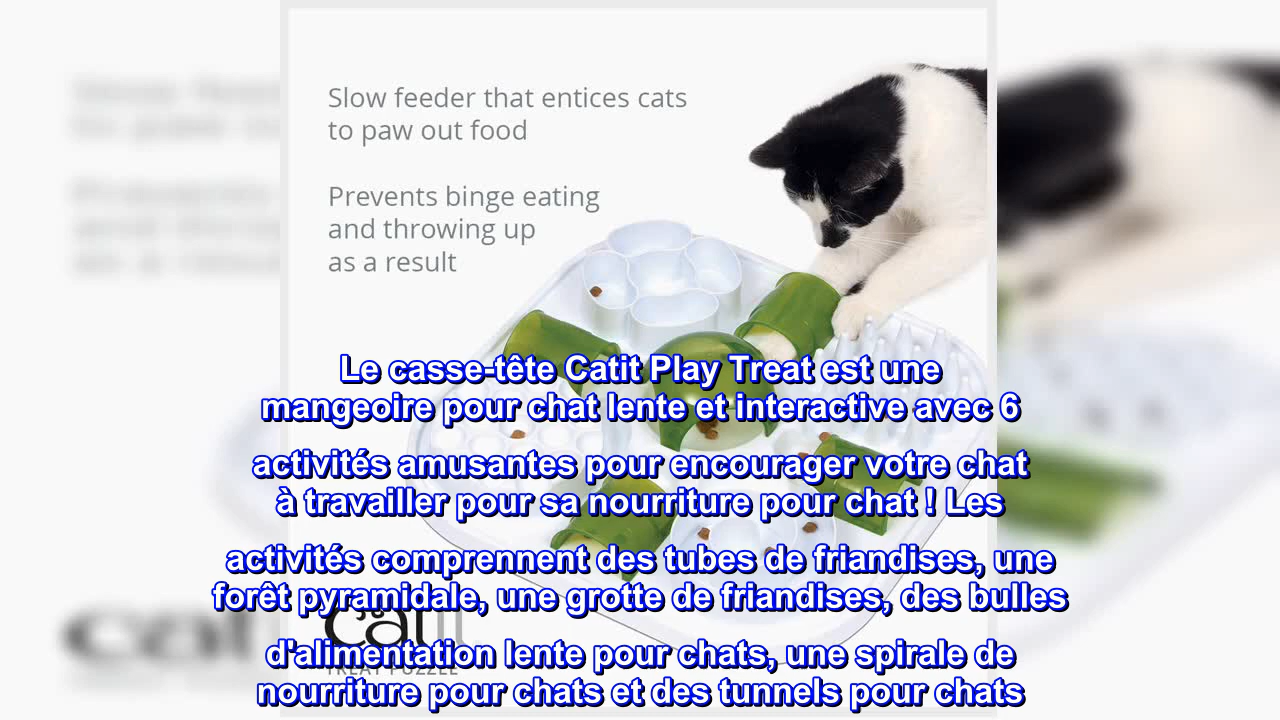 Slow feeder that entices cats
to paw out food
Prevents binge eating
and throwing up
as a result
Le casse-tête Catit Play Treat est une
mangeoire pour chat lente et interactive avec 6
activités amusantes pour encourager votre chat
à travailler pour sa nourriture pour chat ! Les
activités comprennent des tubes de friandises, une
forêt pyramidale, une grotte de friandises, des bulles
catit
d'alimentation lente pour chats, une spirale de
TREAT PUZZLE
nourriture pour chats et des tunnels pour chats